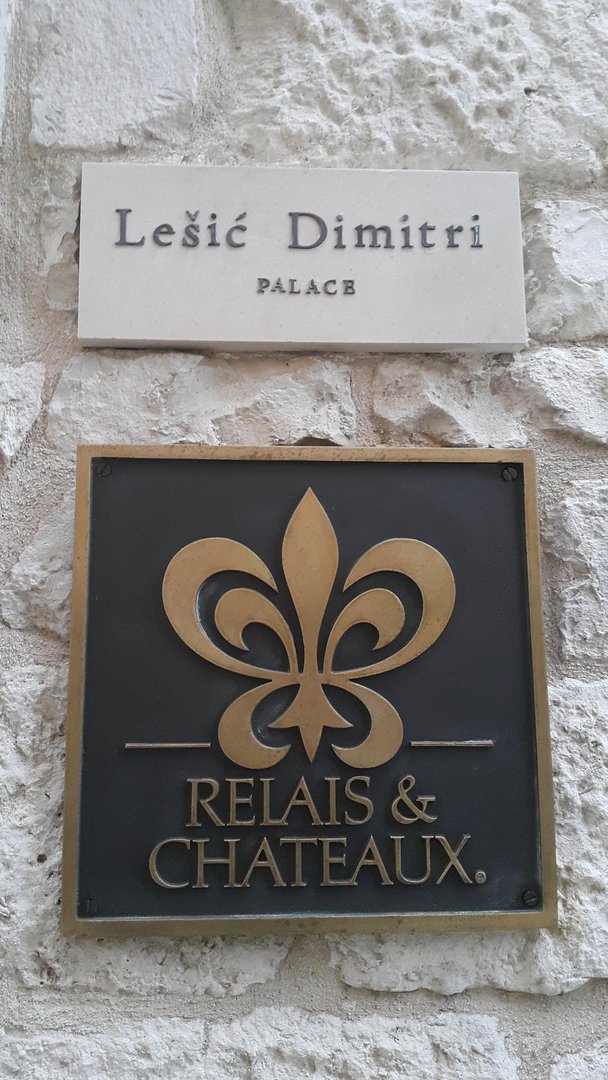 Lešić Dimitri
PALACE
RELAIS &
CHATEAUX®